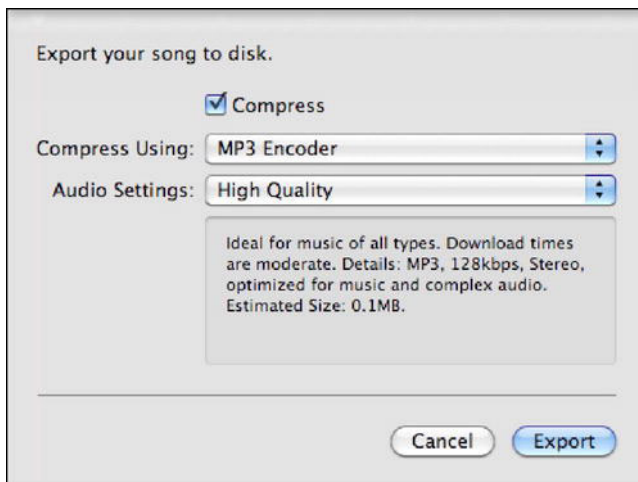 Export your song to disk.
Compress
Compress Using: MP3 Encoder
Audio Settings: High Quality
Ideal for music of all types. Download times
are moderate. Details: MP3, 128kbps, Stereo,
optimized for music and complex audio.
Estimated Size: 0.1MB.
Cancel Export